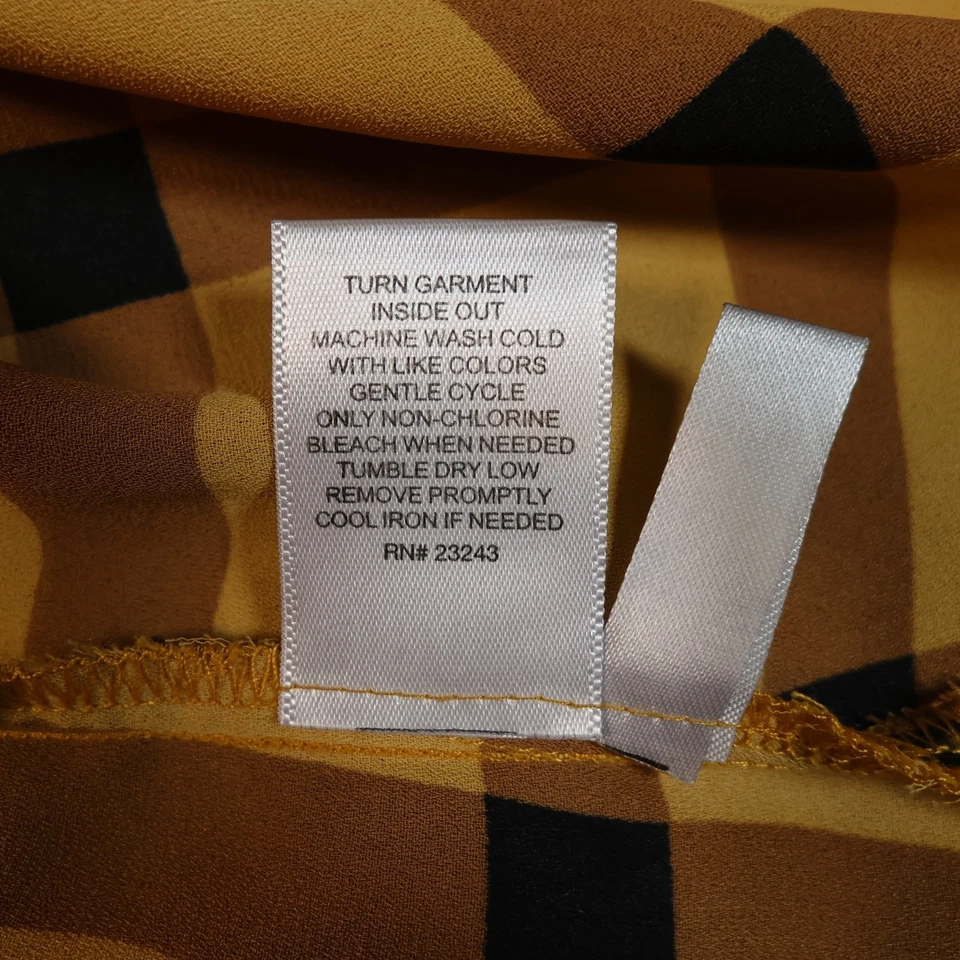 TURN GARMENT
INSIDE OUT
MACHINE WASH COLD
WITH LIKE COLORS
GENTLE CYCLE
ONLY NON-CHLORINE
BLEACH WHEN NEEDED
TUMBLE DRY LOW
REMOVE PROMPTLY
COOL IRON IF NEEDED
RN# 23243